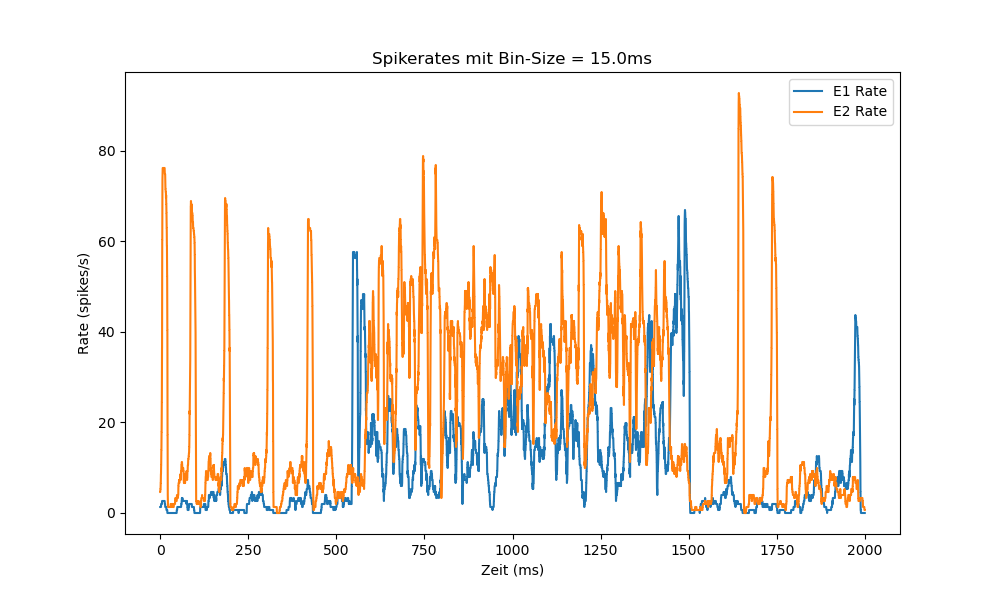 Spikerates mit Bin-Size = 15.0ms
E1 Rate
E2 Rate
Rate (spikes/s)
80
60
40
20
0
0 250 500 750 1000 1250 1500 1750 2000
Zeit (ms)